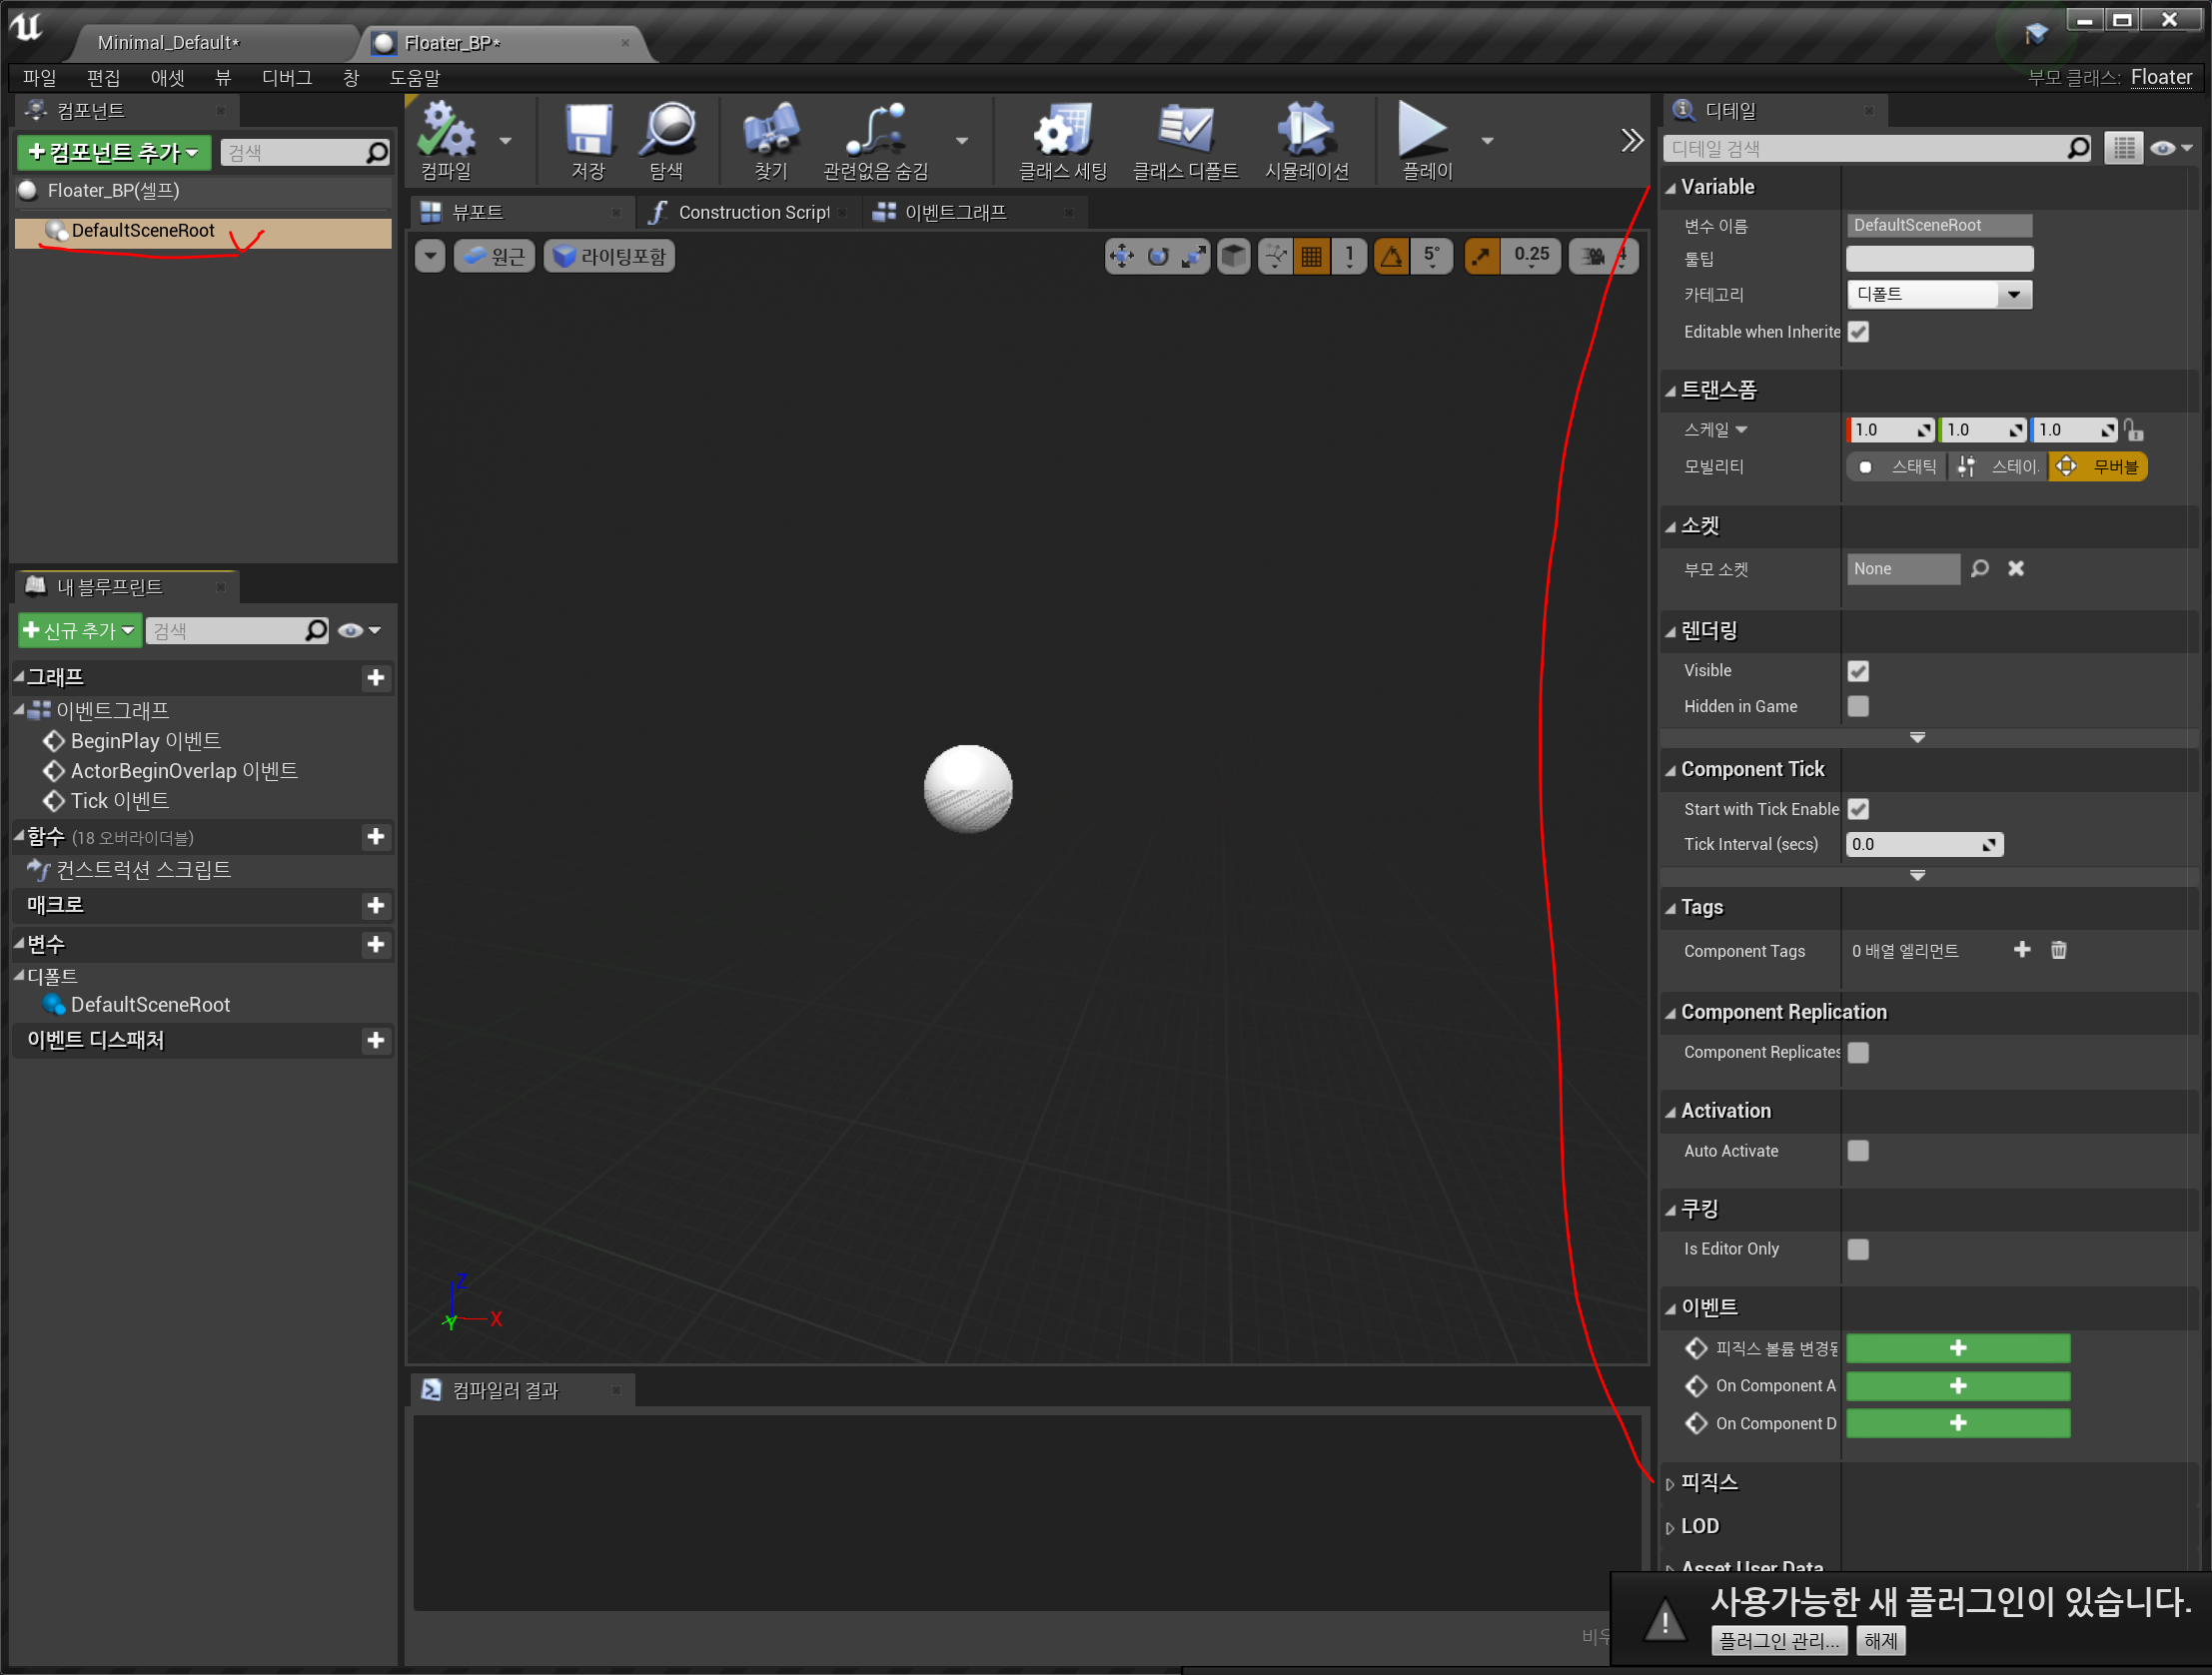 Minimal_Default*
Floater_BP*
파일 편집 애셋 뷰 디버그 창 도움말
부모 클래스: Floater
컴포넌트
컴포넌트 추가
검색
Floater_BP(셀프)
DefaultSceneRoot
컴파일
저장
탐색
찾기
관련없음 숨김
클래스 세팅
클래스 디폴트
시뮬레이션
플레이
뷰포트
Construction Script
이벤트그래프
원근
라이팅포함
1
5°
0.25
4
Z
X
Y
내 블루프린트
신규 추가
검색
그래프
이벤트그래프
BeginPlay 이벤트
ActorBeginOverlap 이벤트
Tick 이벤트
함수 (18 오버라이더블)
컨스트럭션 스크립트
매크로
변수
디폴트
DefaultSceneRoot
이벤트 디스패처
컴파일러 결과
비우
디테일
디테일 검색
Variable
변수 이름 DefaultSceneRoot
툴팁
카테고리 디폴트
Editable when Inherite
트랜스폼
스케일 1.0 1.0 1.0
모빌리티 스태틱 스테이. 무버블
소켓
부모 소켓 None
렌더링
Visible
Hidden in Game
Component Tick
Start with Tick Enable
Tick Interval (secs) 0.0
Tags
Component Tags 0 배열 엘리먼트
Component Replication
Component Replicates
Activation
Auto Activate
쿠킹
Is Editor Only
이벤트
피직스 볼륨 변경됨
On Component A
On Component D
피직스
LOD
Asset User Data
사용가능한 새 플러그인이 있습니다.
플러그인 관리... 해제